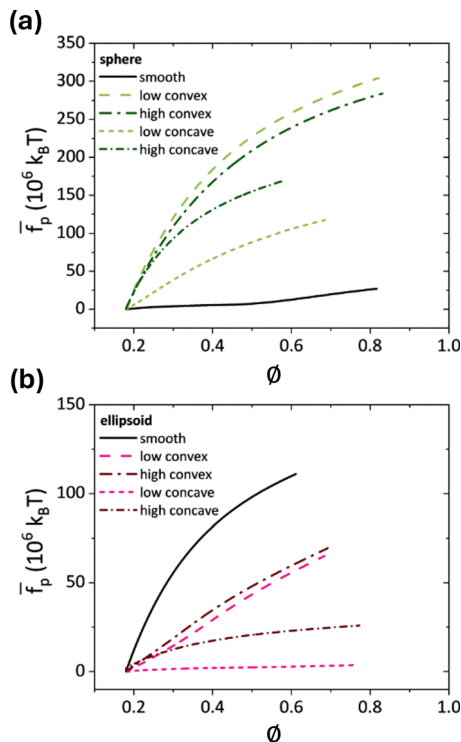 (a)
350
300
250
200
150
100
50
0
f̅p (10⁶ kBT)
sphere
smooth
low convex
high convex
low concave
high concave
0.2 0.4 0.6 0.8 1.0
Ø
(b)
150
100
50
0
f̅p (10⁶ kBT)
ellipsoid
smooth
low convex
high convex
low concave
high concave
0.2 0.4 0.6 0.8 1.0
Ø